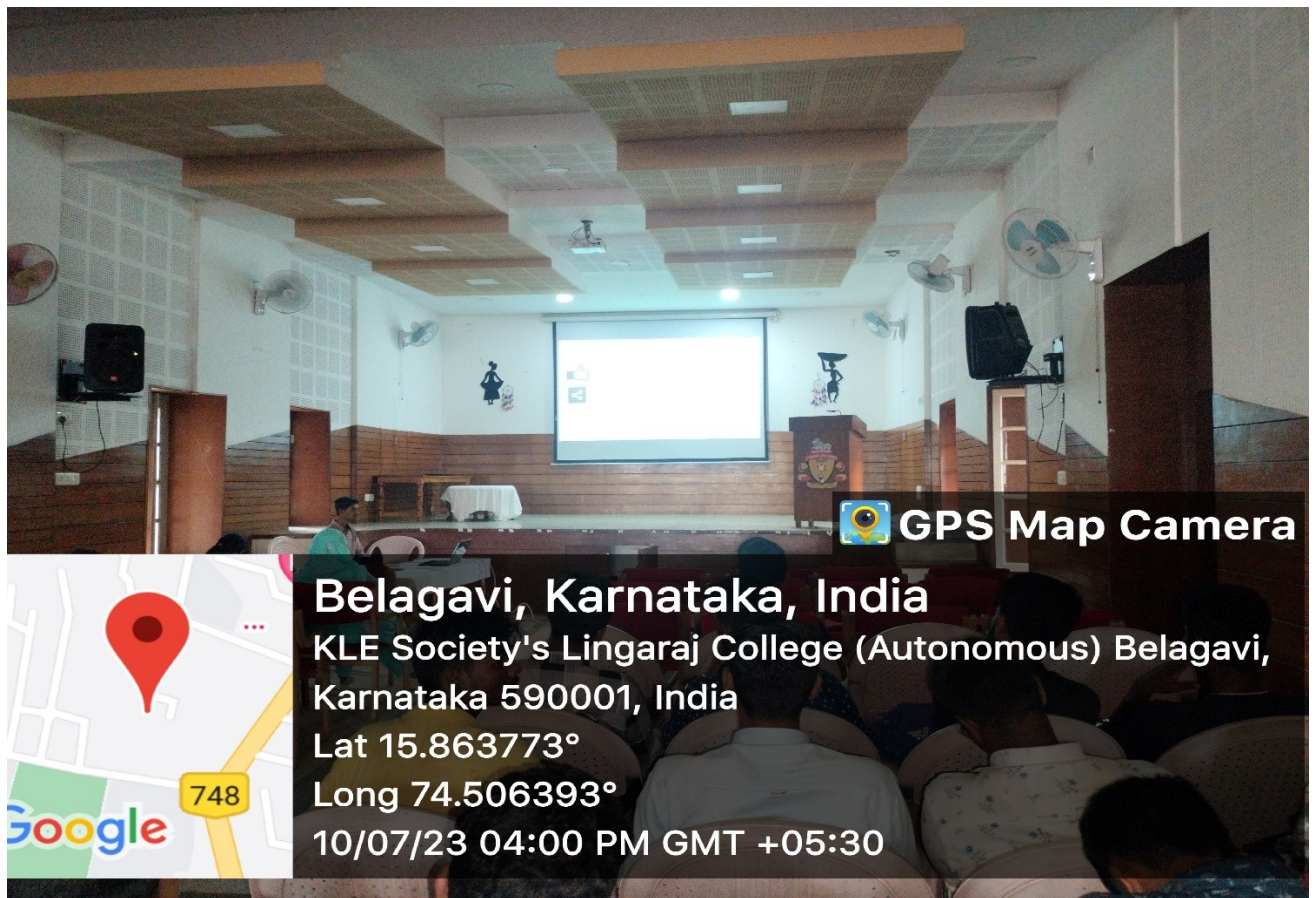 GPS Map Camera
Belagavi, Karnataka, India
KLE Society's Lingaraj College (Autonomous) Belagavi,
Karnataka 590001, India
Lat 15.863773°
Long 74.506393°
10/07/23 04:00 PM GMT +05:30
748
Google